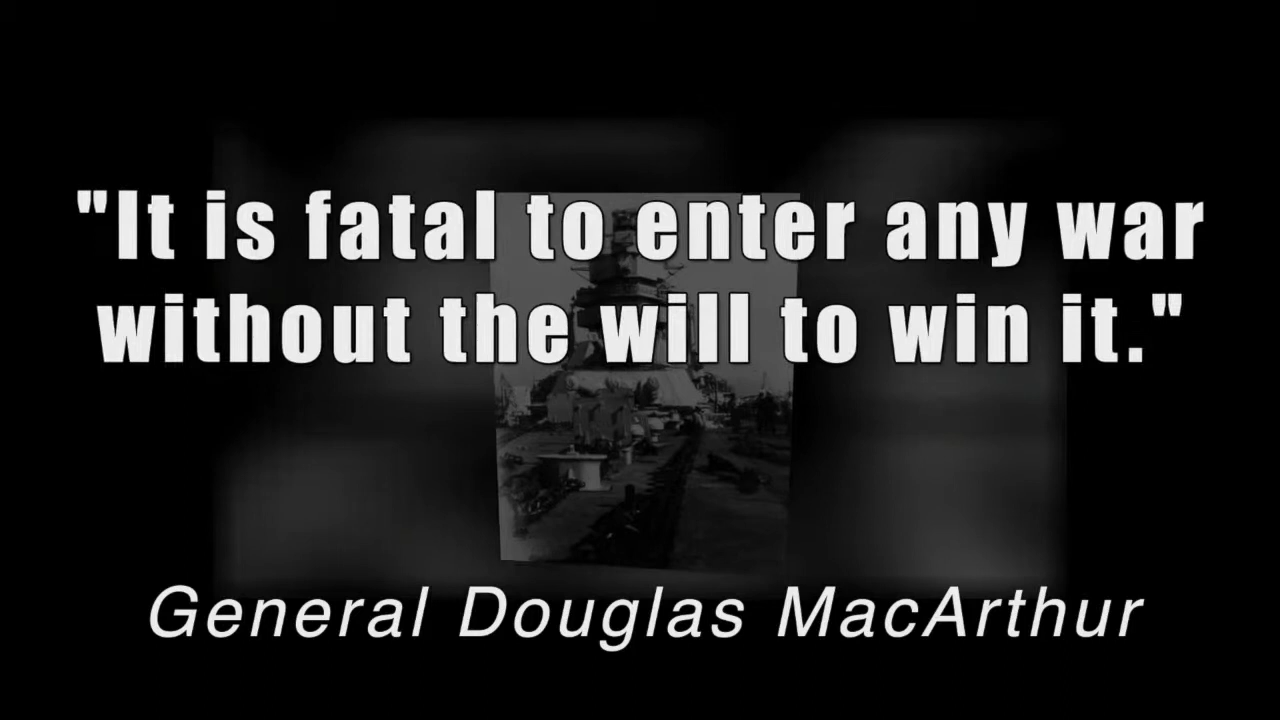 "It is fatal to enter any war
without the will to win it."
General Douglas MacArthur